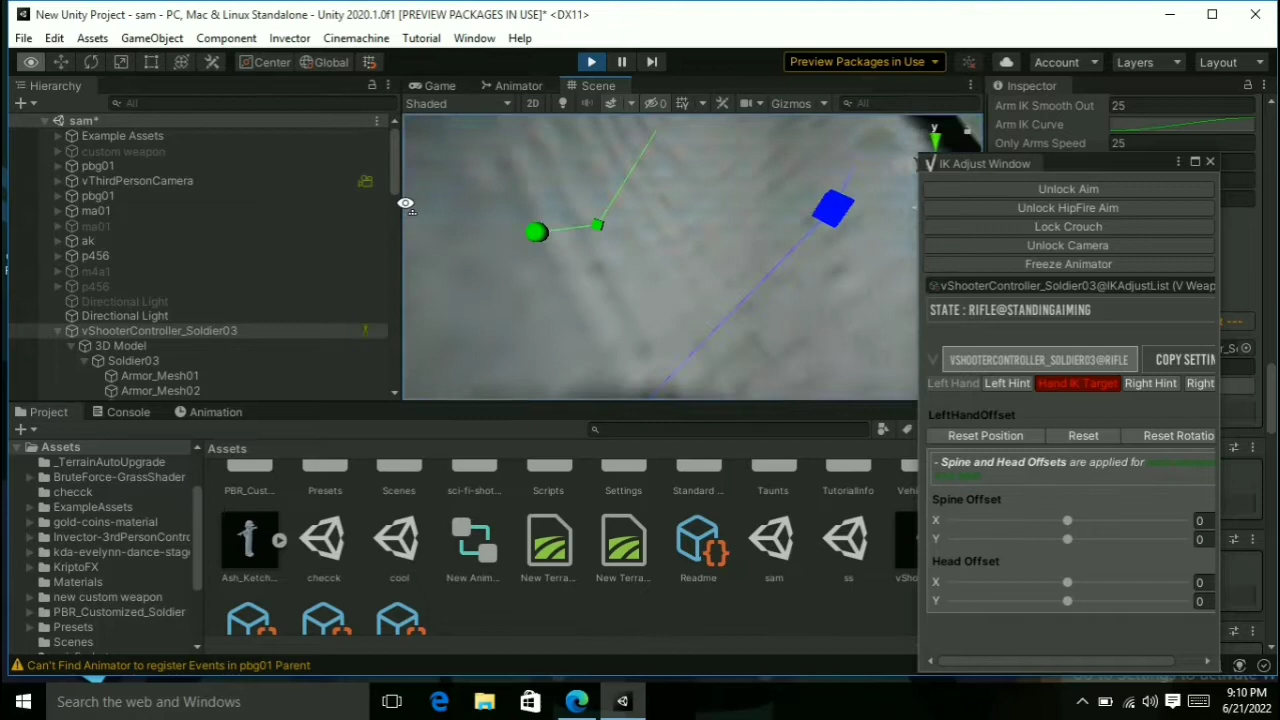 New Unity Project - sam - PC, Mac & Linux Standalone - Unity 2020.1.0f1 [PREVIEW PACKAGES IN USE]* <DX11>
File Edit Assets GameObject Component Invector Cinemachine Tutorial Window Help
Center Global Preview Packages in Use Account Layers Layout
Hierarchy Game Animator Scene Inspector
All Shaded 2D 0 Gizmos All
Arm IK Smooth Out 25
Arm IK Curve
Only Arms Speed 25
sam*
Example Assets
custom weapon
pbg01
vThirdPersonCamera
pbg01
ma01
ma01
ak
p456
m4a1
p456
Directional Light
Directional Light
vShooterController_Soldier03
3D Model
Soldier03
Armor_Mesh01
Armor_Mesh02
y
IK Adjust Window
Unlock Aim
Unlock HipFire Aim
Lock Crouch
Unlock Camera
Freeze Animator
vShooterController_Soldier03@IKAdjustList (V Weap
STATE : RIFLE@STANDINGAIMING
VSHOOTERCONTROLLER_SOLDIER03@RIFLE COPY SETTIN
Left Hand Left Hint Hand IK Target Right Hint Right
LeftHandOffset
Reset Position Reset Reset Rotatio
- Spine and Head Offsets are applied for
Spine Offset
X 0
Y 0
Head Offset
X 0
Y 0
Project Console Animation
Assets
_TerrainAutoUpgrade
BruteForce-GrassShader
checck
ExampleAssets
gold-coins-material
Invector-3rdPersonContro
kda-evelynn-dance-stage
KriptoFX
Materials
new custom weapon
PBR_Customized_Soldier
Presets
Scenes
Assets
PBR_Cust... Presets Scenes sci-fi-shot... Scripts Settings Standard ... Taunts TutorialInfo Vehi
Ash_Ketch... checck cool New Anim... New Terra... New Terra... Readme sam ss vSho
Can't Find Animator to register Events in pbg01 Parent
Search the web and Windows
9:10 PM
6/21/2022